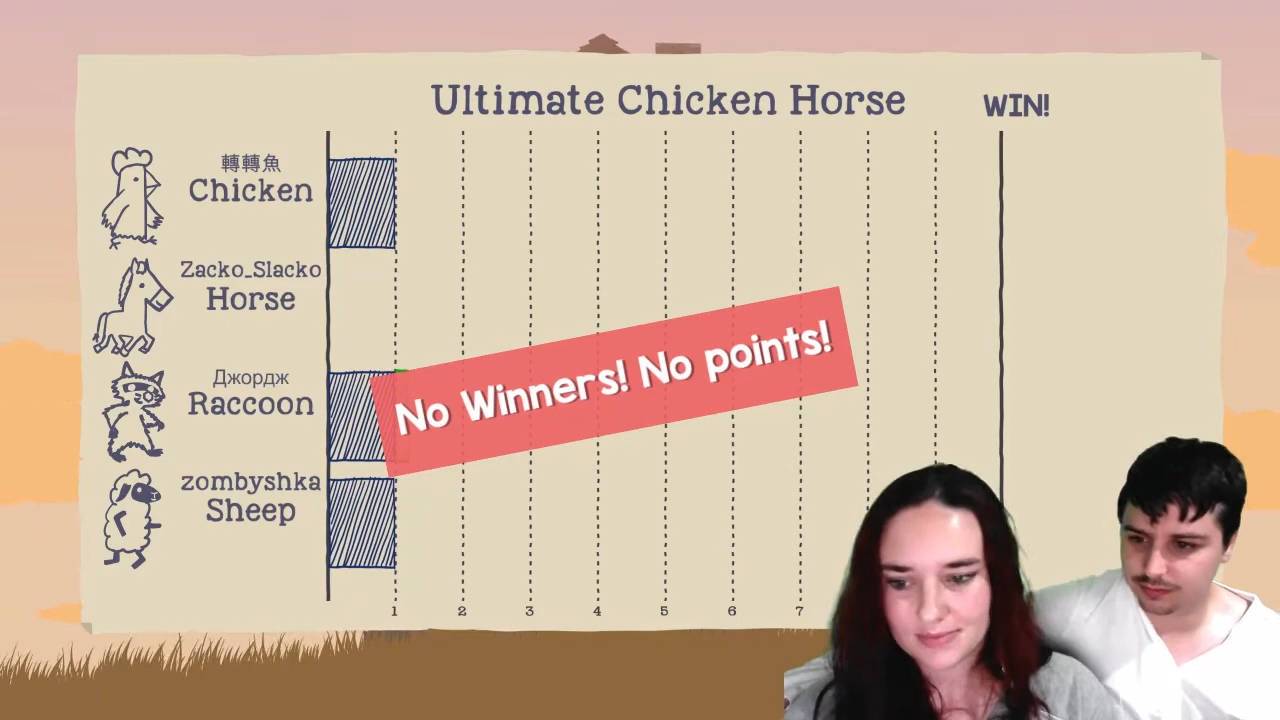 Ultimate Chicken Horse
WIN!
轉轉魚
Chicken
Zacko_Slacko
Horse
Джордж
Raccoon
zombyshka
Sheep
No Winners! No points!
1 2 3 4 5 6 7